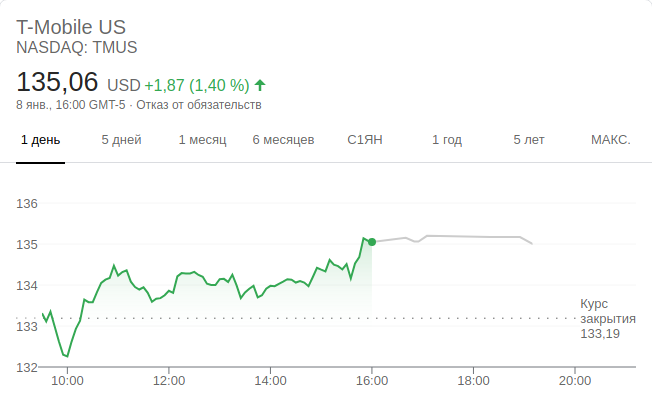 T-Mobile US
NASDAQ: TMUS
135,06 USD +1,87 (1,40 %)
8 янв., 16:00 GMT-5 · Отказ от обязательств
1 день 5 дней 1 месяц 6 месяцев С1ЯН 1 год 5 лет МАКС.
136
135
134
Курс
закрытия
133,19
133
132
10:00 12:00 14:00 16:00 18:00 20:00